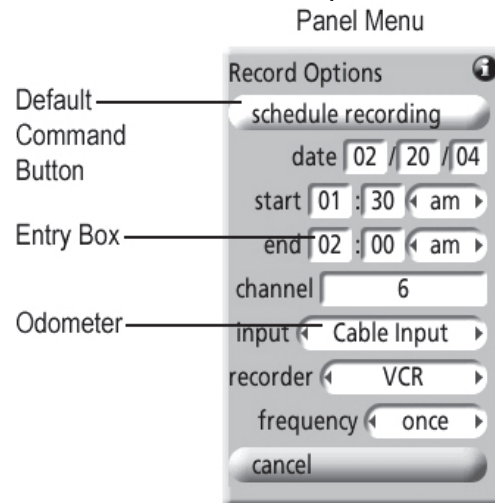 Panel Menu
Record Options i
Default
Command
Button
schedule recording
date 02 / 20 / 04
start 01 : 30 am
Entry Box
end 02 : 00 am
channel 6
Odometer
input Cable Input
recorder VCR
frequency once
cancel